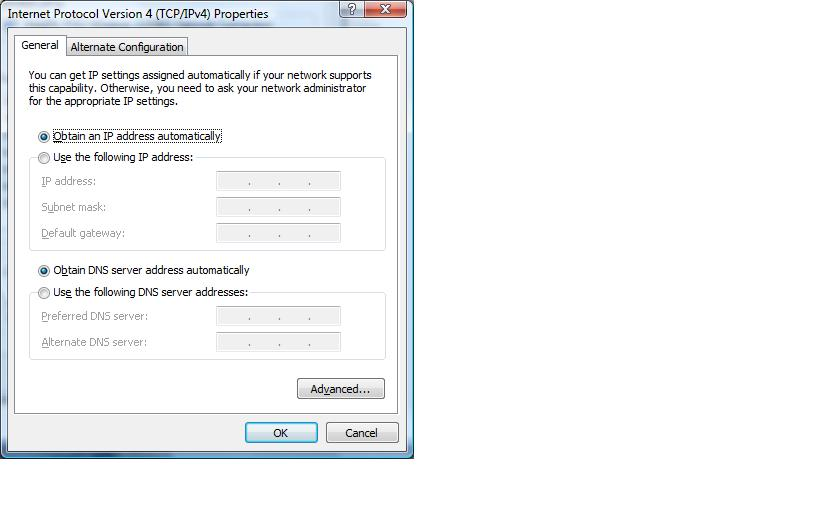 Internet Protocol Version 4 (TCP/IPv4) Properties
?
General
Alternate Configuration
You can get IP settings assigned automatically if your network supports
this capability. Otherwise, you need to ask your network administrator
for the appropriate IP settings.
Obtain an IP address automatically
Use the following IP address:
IP address:
. . .
Subnet mask:
. . .
Default gateway:
. . .
Obtain DNS server address automatically
Use the following DNS server addresses:
Preferred DNS server:
. . .
Alternate DNS server:
. . .
Advanced...
OK
Cancel